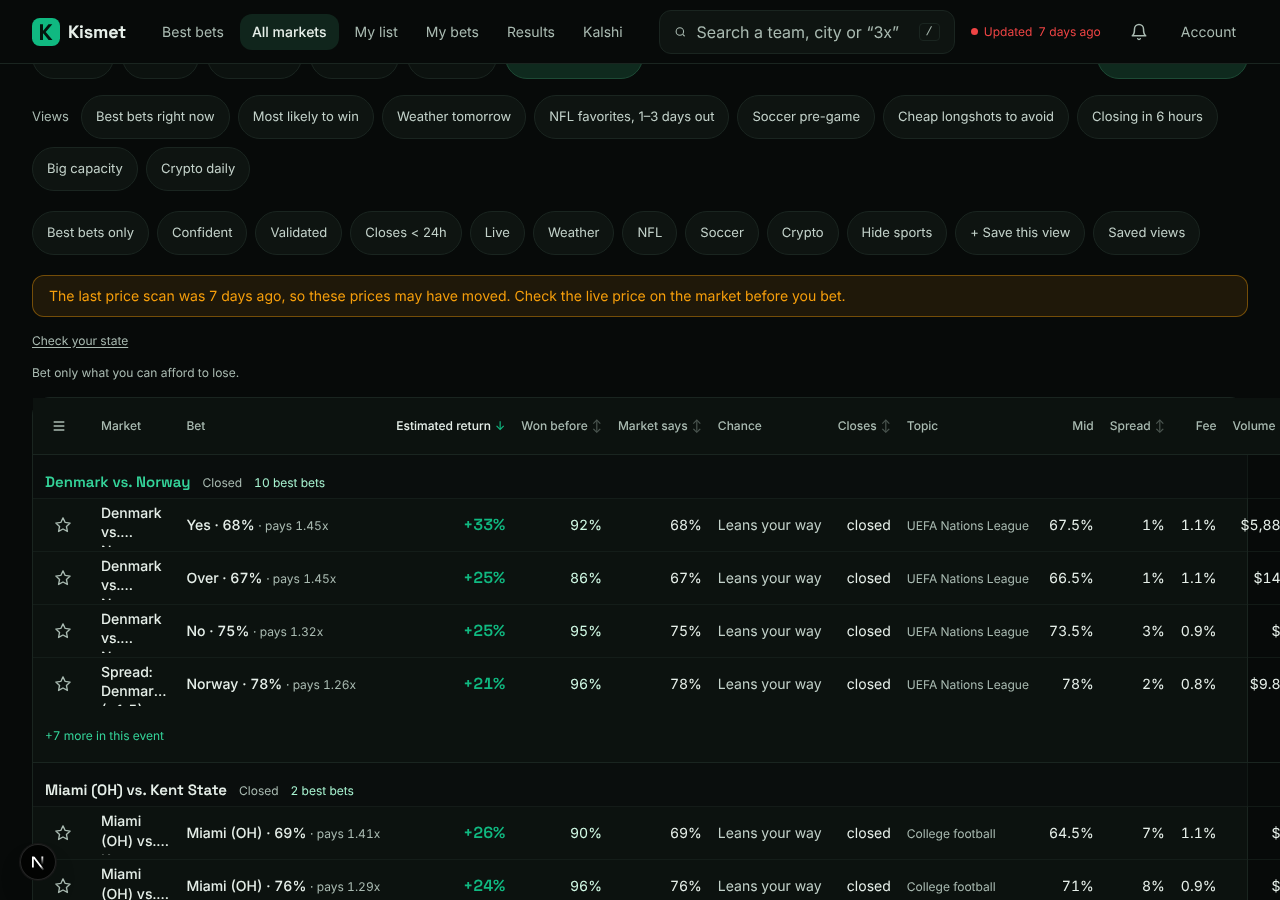 K Kismet Best bets All markets My list My bets Results Kalshi Search a team, city or “3x” / Updated 7 days ago Account
Views Best bets right now Most likely to win Weather tomorrow NFL favorites, 1–3 days out Soccer pre-game Cheap longshots to avoid Closing in 6 hours
Big capacity Crypto daily
Best bets only Confident Validated Closes < 24h Live Weather NFL Soccer Crypto Hide sports + Save this view Saved views
The last price scan was 7 days ago, so these prices may have moved. Check the live price on the market before you bet.
Check your state
Bet only what you can afford to lose.
Market Bet Estimated return ↓ Won before Market says Chance Closes Topic Mid Spread Fee Volume
Denmark vs. Norway Closed 10 best bets
Denmark vs.... Yes · 68% · pays 1.45x +33% 92% 68% Leans your way closed UEFA Nations League 67.5% 1% 1.1% $5,88
Denmark vs.... Over · 67% · pays 1.45x +25% 86% 67% Leans your way closed UEFA Nations League 66.5% 1% 1.1% $14
Denmark vs.... No · 75% · pays 1.32x +25% 95% 75% Leans your way closed UEFA Nations League 73.5% 3% 0.9% $
Spread: Denmar... Norway · 78% · pays 1.26x +21% 96% 78% Leans your way closed UEFA Nations League 78% 2% 0.8% $9.8
+7 more in this event
Miami (OH) vs. Kent State Closed 2 best bets
Miami (OH) vs.... Miami (OH) · 69% · pays 1.41x +26% 90% 69% Leans your way closed College football 64.5% 7% 1.1% $
Miami (OH) vs.... Miami (OH) · 76% · pays 1.29x +24% 96% 76% Leans your way closed College football 71% 8% 0.9% $
N